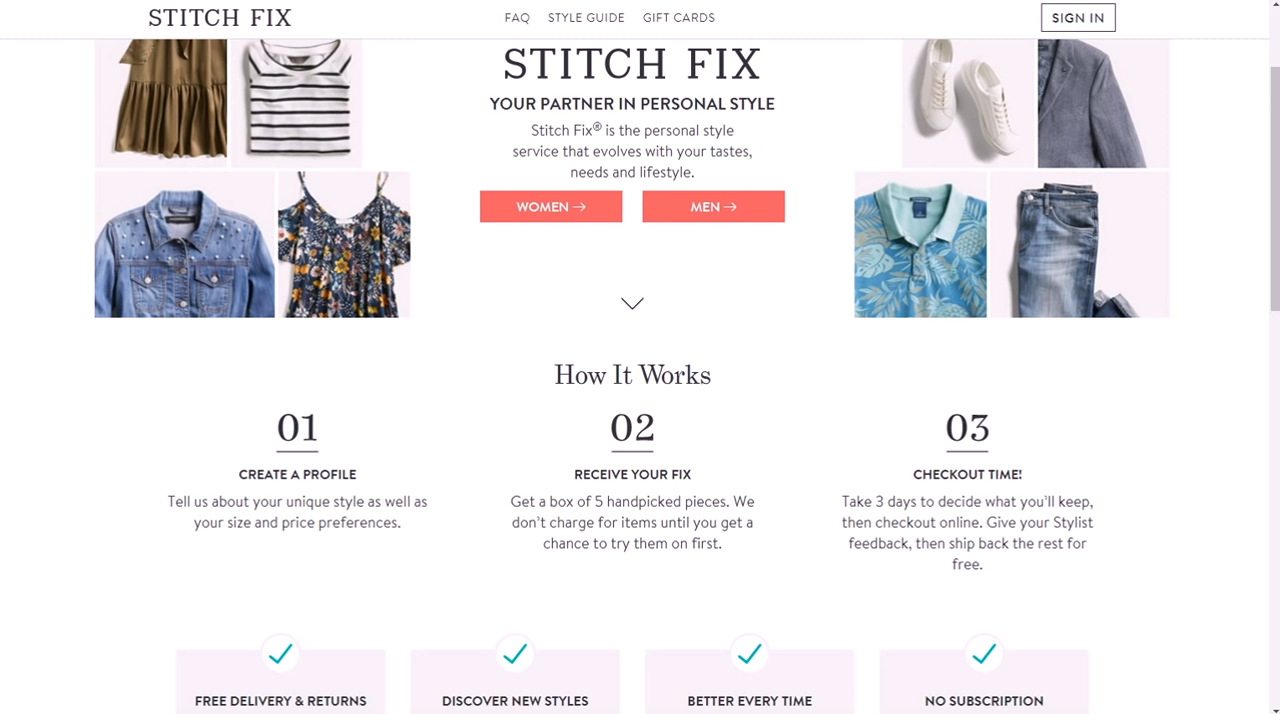 STITCH FIX
FAQ
STYLE GUIDE
GIFT CARDS
SIGN IN
STITCH FIX
YOUR PARTNER IN PERSONAL STYLE
Stitch Fix® is the personal style
service that evolves with your tastes,
needs and lifestyle.
WOMEN →
MEN →
How It Works
01
CREATE A PROFILE
Tell us about your unique style as well as
your size and price preferences.
02
RECEIVE YOUR FIX
Get a box of 5 handpicked pieces. We
don't charge for items until you get a
chance to try them on first.
03
CHECKOUT TIME!
Take 3 days to decide what you'll keep,
then checkout online. Give your Stylist
feedback, then ship back the rest for
free.
FREE DELIVERY & RETURNS
DISCOVER NEW STYLES
BETTER EVERY TIME
NO SUBSCRIPTION